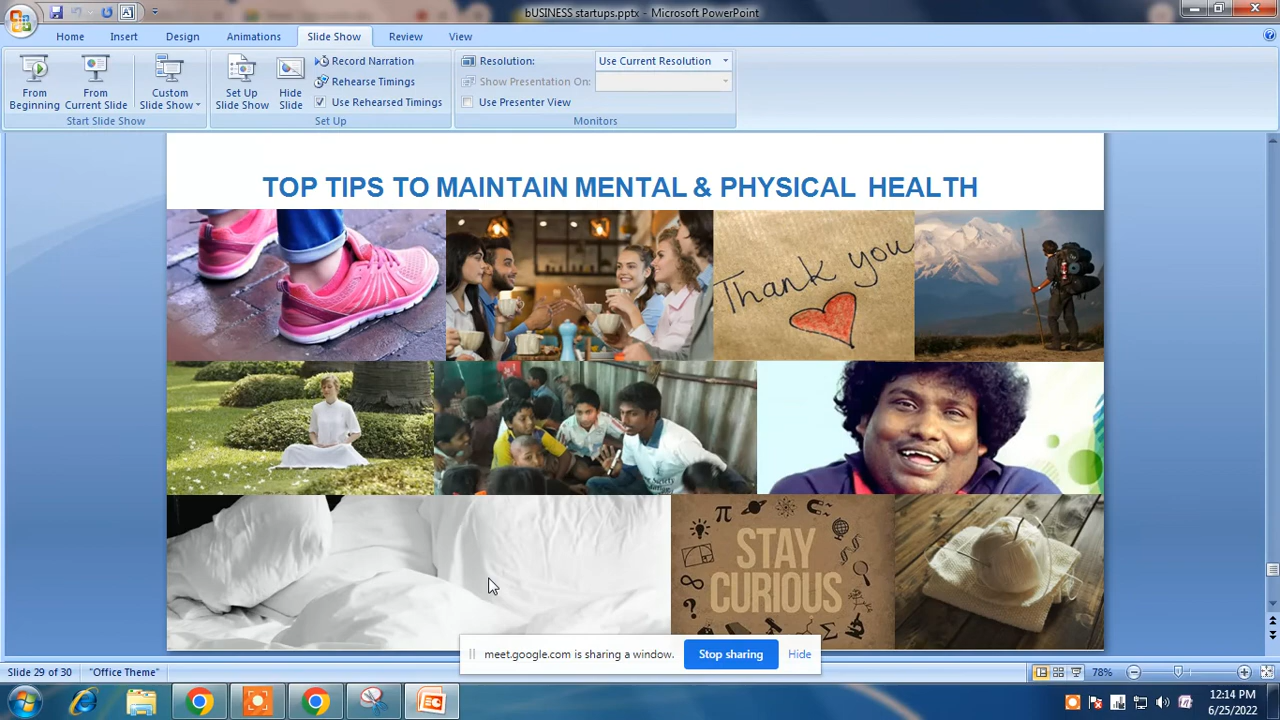 bUSINESS startups.pptx - Microsoft PowerPoint
Home Insert Design Animations Slide Show Review View
From Beginning
From Current Slide
Custom Slide Show
Start Slide Show
Set Up Slide Show
Hide Slide
Record Narration
Rehearse Timings
Use Rehearsed Timings
Set Up
Resolution: Use Current Resolution
Show Presentation On:
Use Presenter View
Monitors
TOP TIPS TO MAINTAIN MENTAL & PHYSICAL HEALTH
Thank you
STAY
CURIOUS
meet.google.com is sharing a window. Stop sharing Hide
Slide 29 of 30 "Office Theme" 78%
12:14 PM
6/25/2022